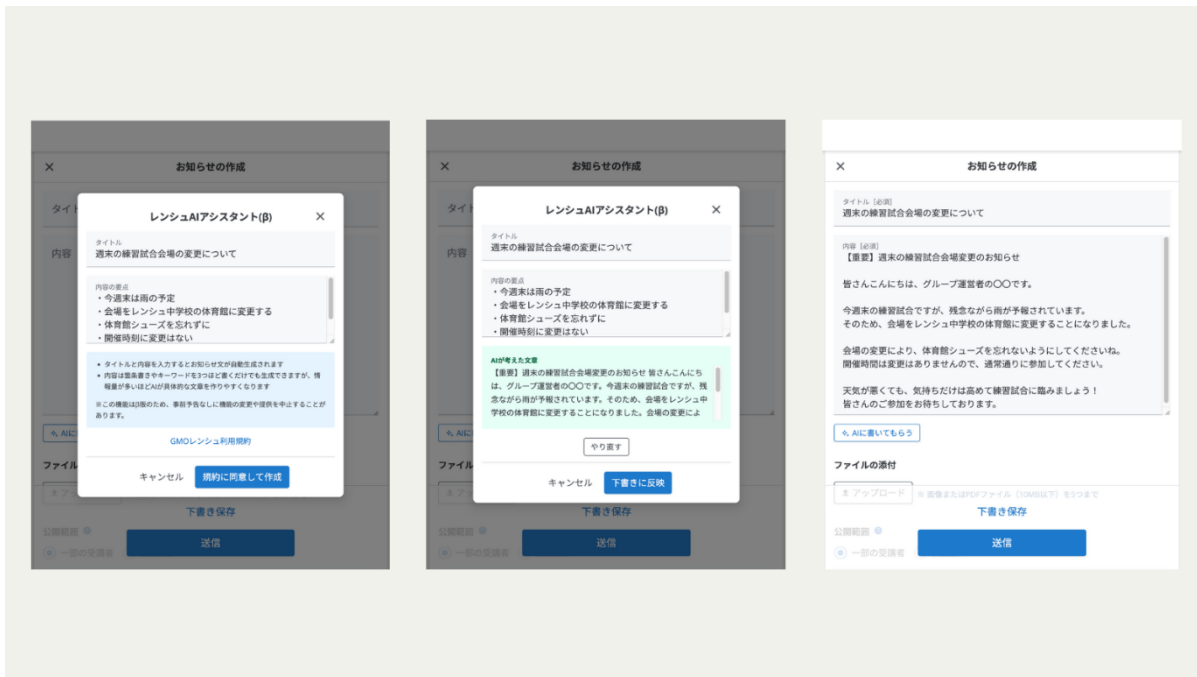 お知らせの作成
タイト
内容
レンシュAIアシスタント(β)
タイトル
週末の練習試合会場の変更について
内容の要点
・今週末は雨の予定
・会場をレンシュ中学校の体育館に変更する
・体育館シューズを忘れずに
・開催時刻に変更はない
• タイトルと内容を入力するとお知らせ文が自動生成されます
• 内容は箇条書きやキーワードを3つほど書くだけでも生成できますが、情
報量が多いほどAIが具体的な文章を作りやすくなります
※この機能はβ版のため、事前予告なしに機能の変更や提供を中止することが
あります。
GMOレンシュ利用規約
キャンセル 規約に同意して作成
AIに
ファイル
アッ
下書き保存
公開範囲
送信
一部の受講者
お知らせの作成
タイト
内容
レンシュAIアシスタント(β)
タイトル
週末の練習試合会場の変更について
内容の要点
・今週末は雨の予定
・会場をレンシュ中学校の体育館に変更する
・体育館シューズを忘れずに
・開催時刻に変更はない
AIが考えた文章
【重要】週末の練習試合会場変更のお知らせ 皆さんこんにち
は、グループ運営者の〇〇です。今週末の練習試合ですが、残
念ながら雨が予報されています。そのため、会場をレンシュ中
学校の体育館に変更することになりました。会場の変更によ
やり直す
キャンセル 下書きに反映
AIに
ファイル
アッ
下書き保存
公開範囲
送信
一部の受講者
お知らせの作成
タイトル [必須]
週末の練習試合会場の変更について
内容 [必須]
【重要】週末の練習試合会場変更のお知らせ
皆さんこんにちは、グループ運営者の〇〇です。
今週末の練習試合ですが、残念ながら雨が予報されています。
そのため、会場をレンシュ中学校の体育館に変更することになりました。
会場の変更により、体育館シューズを忘れないようにしてくださいね。
開催時間は変更はありませんので、通常通りに参加してください。
天気が悪くても、気持ちだけは高めて練習試合に臨みましょう！
皆さんのご参加をお待ちしております。
AIに書いてもらう
ファイルの添付
アップロード ※ 画像またはPDFファイル（10MB以下）を5つまで
下書き保存
公開範囲
送信
一部の受講者